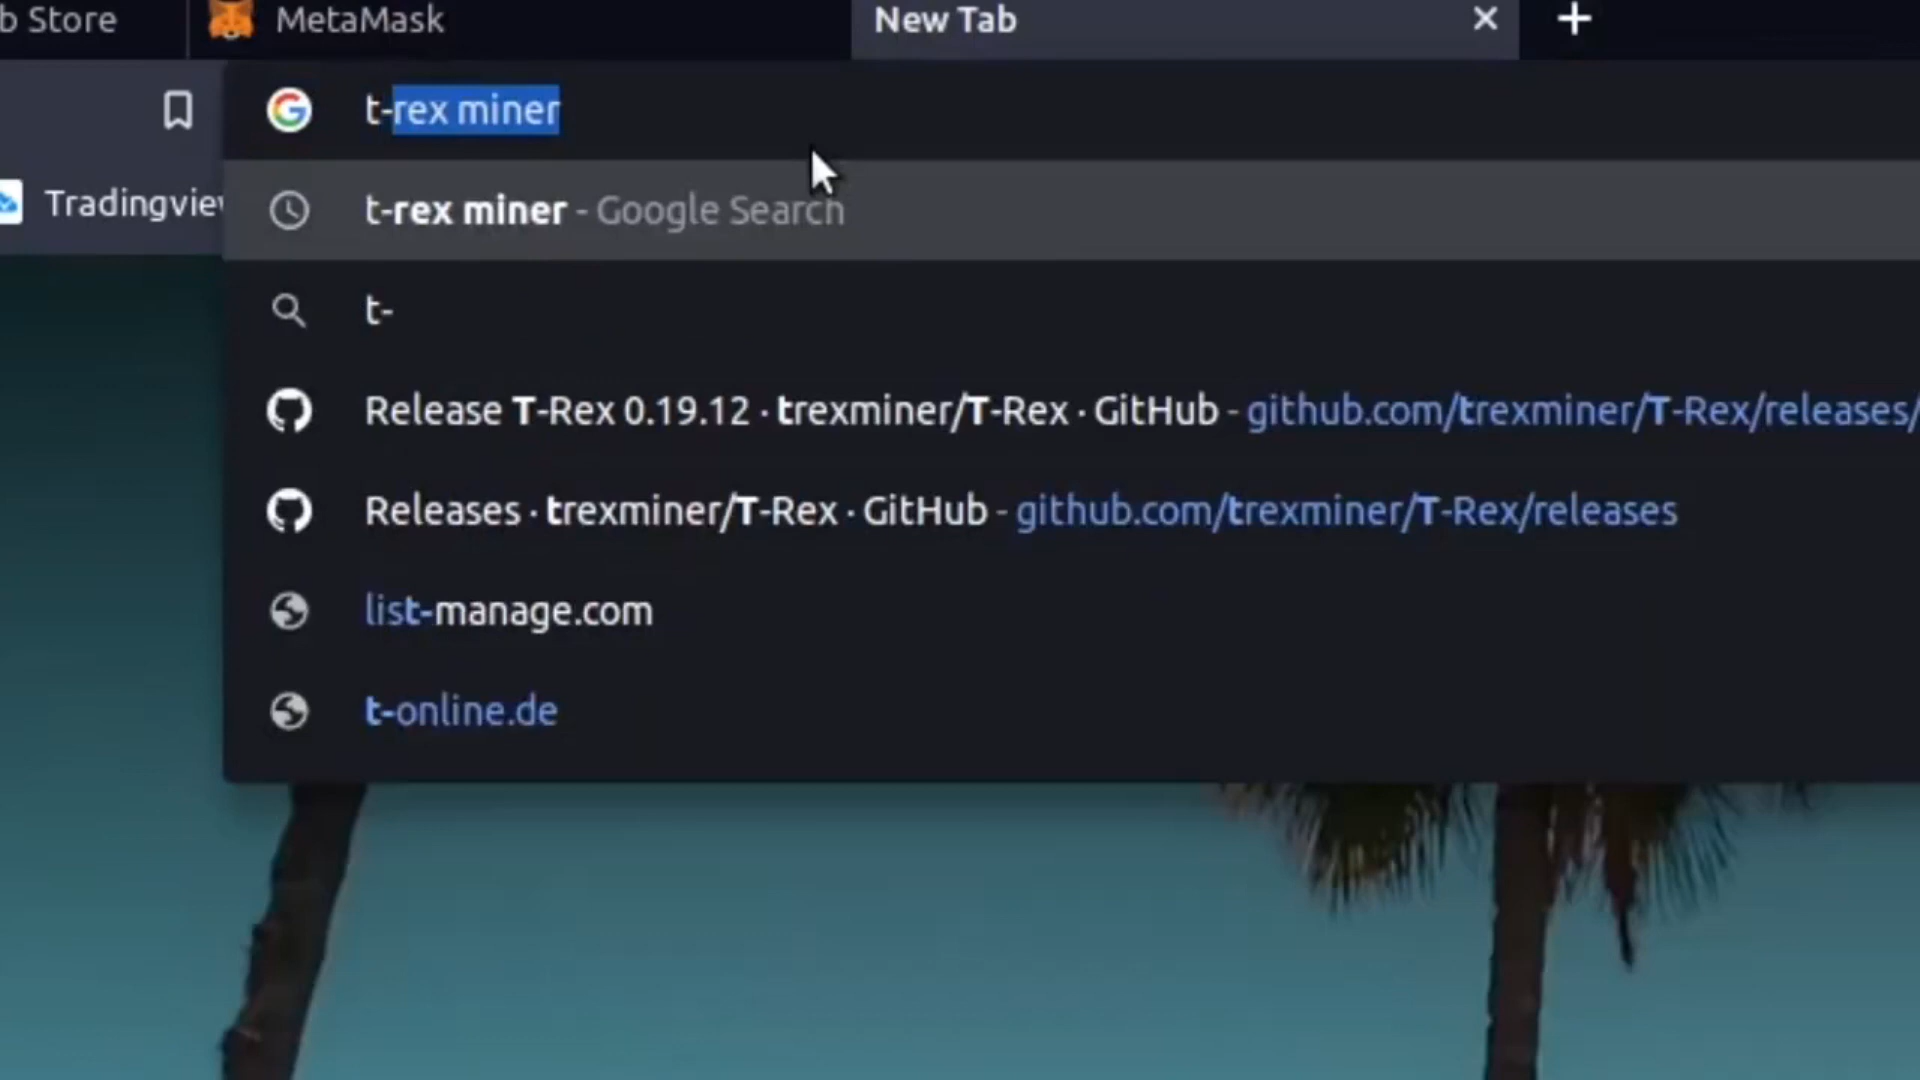 b Store
MetaMask
New Tab
t-rex miner
Tradingview
t-rex miner - Google Search
t-
Release T-Rex 0.19.12 · trexminer/T-Rex · GitHub - github.com/trexminer/T-Rex/releases/
Releases · trexminer/T-Rex · GitHub - github.com/trexminer/T-Rex/releases
list-manage.com
t-online.de